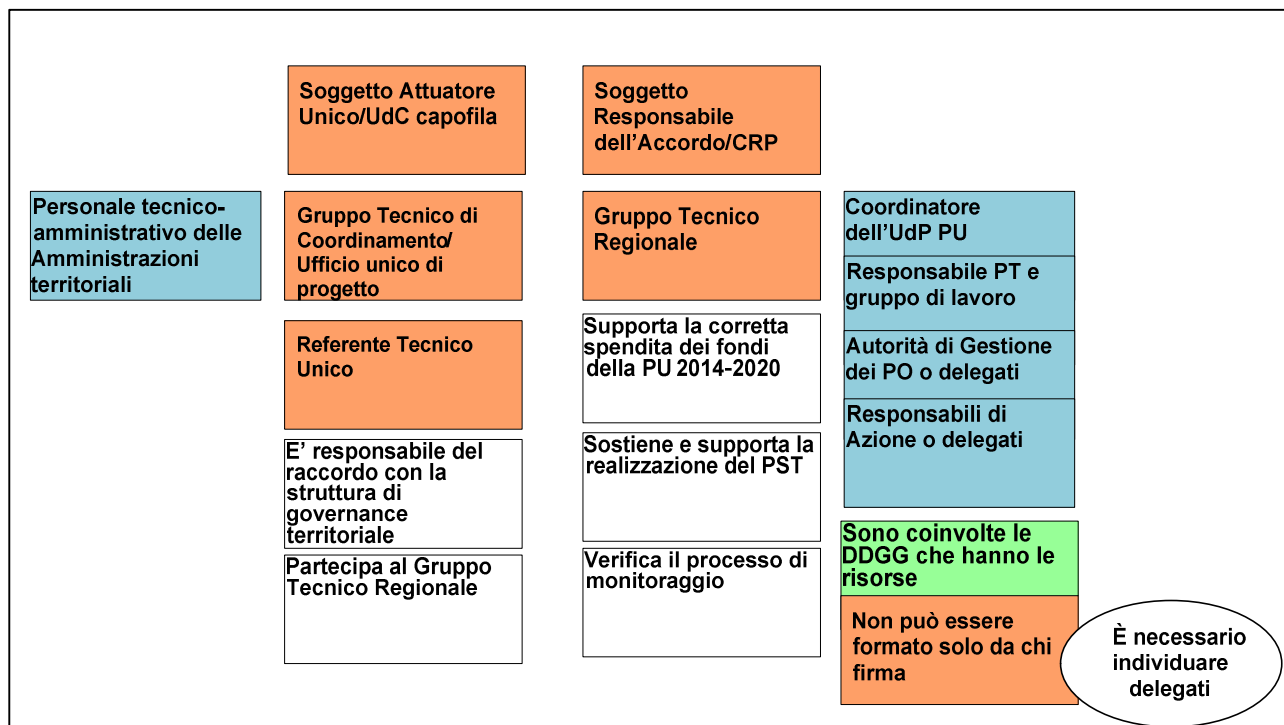 Soggetto Attuatore
Unico/UdC capofila
Soggetto
Responsabile
dell'Accordo/CRP
Personale tecnico-
amministrativo delle
Amministrazioni
territoriali
Gruppo Tecnico di
Coordinamento/
Ufficio unico di
progetto
Gruppo Tecnico
Regionale
Coordinatore
dell'UdP PU
Responsabile PT e
gruppo di lavoro
Autorità di Gestione
dei PO o delegati
Responsabili di
Azione o delegati
Referente Tecnico
Unico
Supporta la corretta
spendita dei fondi
della PU 2014-2020
E' responsabile del
raccordo con la
struttura di
governance
territoriale
Sostiene e supporta la
realizzazione del PST
Partecipa al Gruppo
Tecnico Regionale
Verifica il processo di
monitoraggio
Sono coinvolte le
DDGG che hanno le
risorse
Non può essere
formato solo da chi
firma
È necessario
individuare
delegati